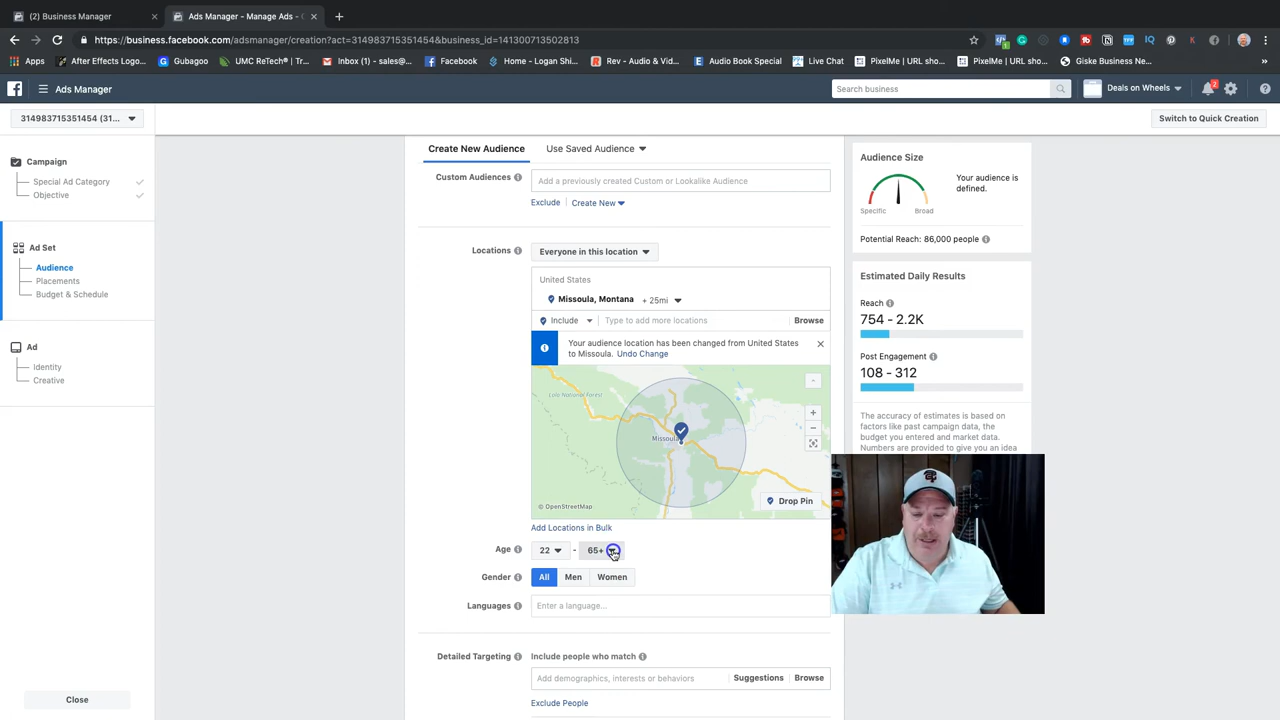 (2) Business Manager
Ads Manager - Manage Ads - C
https://business.facebook.com/adsmanager/creation?act=314983715351454&business_id=141300713502813
Apps
After Effects Logo...
Gubagoo
UMC ReTech® | T...
Inbox (1) - sales@...
Facebook
Home - Logan Shi...
Rev - Audio & Vid...
Audio Book Special
Live Chat
PixelMe | URL sho...
PixelMe | URL sho...
Giske Business Ne...
Ads Manager
Search business
Deals on Wheels
2
314983715351454 (31...
Switch to Quick Creation
Campaign
Special Ad Category
Objective
Ad Set
Audience
Placements
Budget & Schedule
Ad
Identity
Creative
Close
Create New Audience
Use Saved Audience
Custom Audiences
Add a previously created Custom or Lookalike Audience
Exclude
Create New
Locations
Everyone in this location
United States
Missoula, Montana + 25mi
Include
Type to add more locations
Browse
Your audience location has been changed from United States
to Missoula. Undo Change
Lolo National Forest
Missoula
Drop Pin
© OpenStreetMap
Add Locations in Bulk
Age
22 - 65+
Gender
All Men Women
Languages
Enter a language...
Detailed Targeting
Include people who match
Add demographics, interests or behaviors
Suggestions
Browse
Exclude People
Audience Size
Your audience is
defined.
Specific
Broad
Potential Reach: 86,000 people
Estimated Daily Results
Reach
754 - 2.2K
Post Engagement
108 - 312
The accuracy of estimates is based on
factors like past campaign data, the
budget you entered and market data.
Numbers are provided to give you an idea